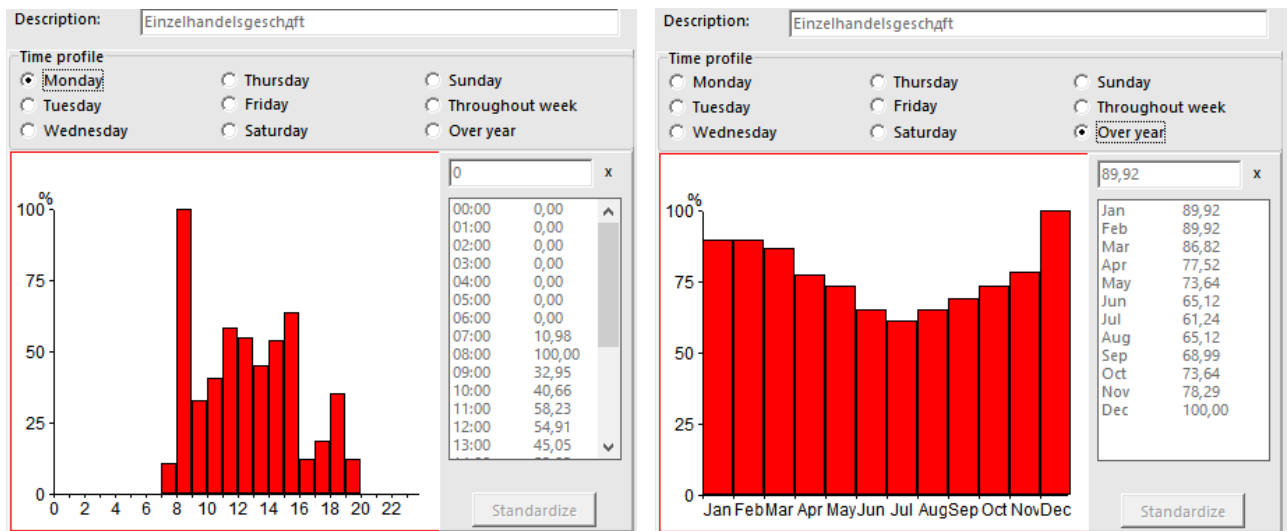 Description: Einzelhandelsgeschдft
Time profile
Monday Thursday Sunday
Tuesday Friday Throughout week
Wednesday Saturday Over year
0 x
%
100
75
50
25
0
0 2 4 6 8 10 12 14 16 18 20 22
00:00 0,00
01:00 0,00
02:00 0,00
03:00 0,00
04:00 0,00
05:00 0,00
06:00 0,00
07:00 10,98
08:00 100,00
09:00 32,95
10:00 40,66
11:00 58,23
12:00 54,91
13:00 45,05
Standardize
Description: Einzelhandelsgeschдft
Time profile
Monday Thursday Sunday
Tuesday Friday Throughout week
Wednesday Saturday Over year
89,92 x
%
100
75
50
25
0
Jan Feb Mar Apr May Jun Jul Aug Sep Oct Nov Dec
Jan 89,92
Feb 89,92
Mar 86,82
Apr 77,52
May 73,64
Jun 65,12
Jul 61,24
Aug 65,12
Sep 68,99
Oct 73,64
Nov 78,29
Dec 100,00
Standardize